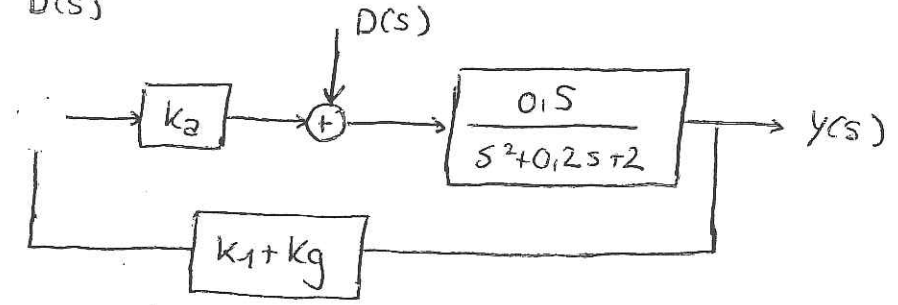 D(s)
D(s)
ka
+
0,5
s²+0,2s+2
Y(s)
k1+kg